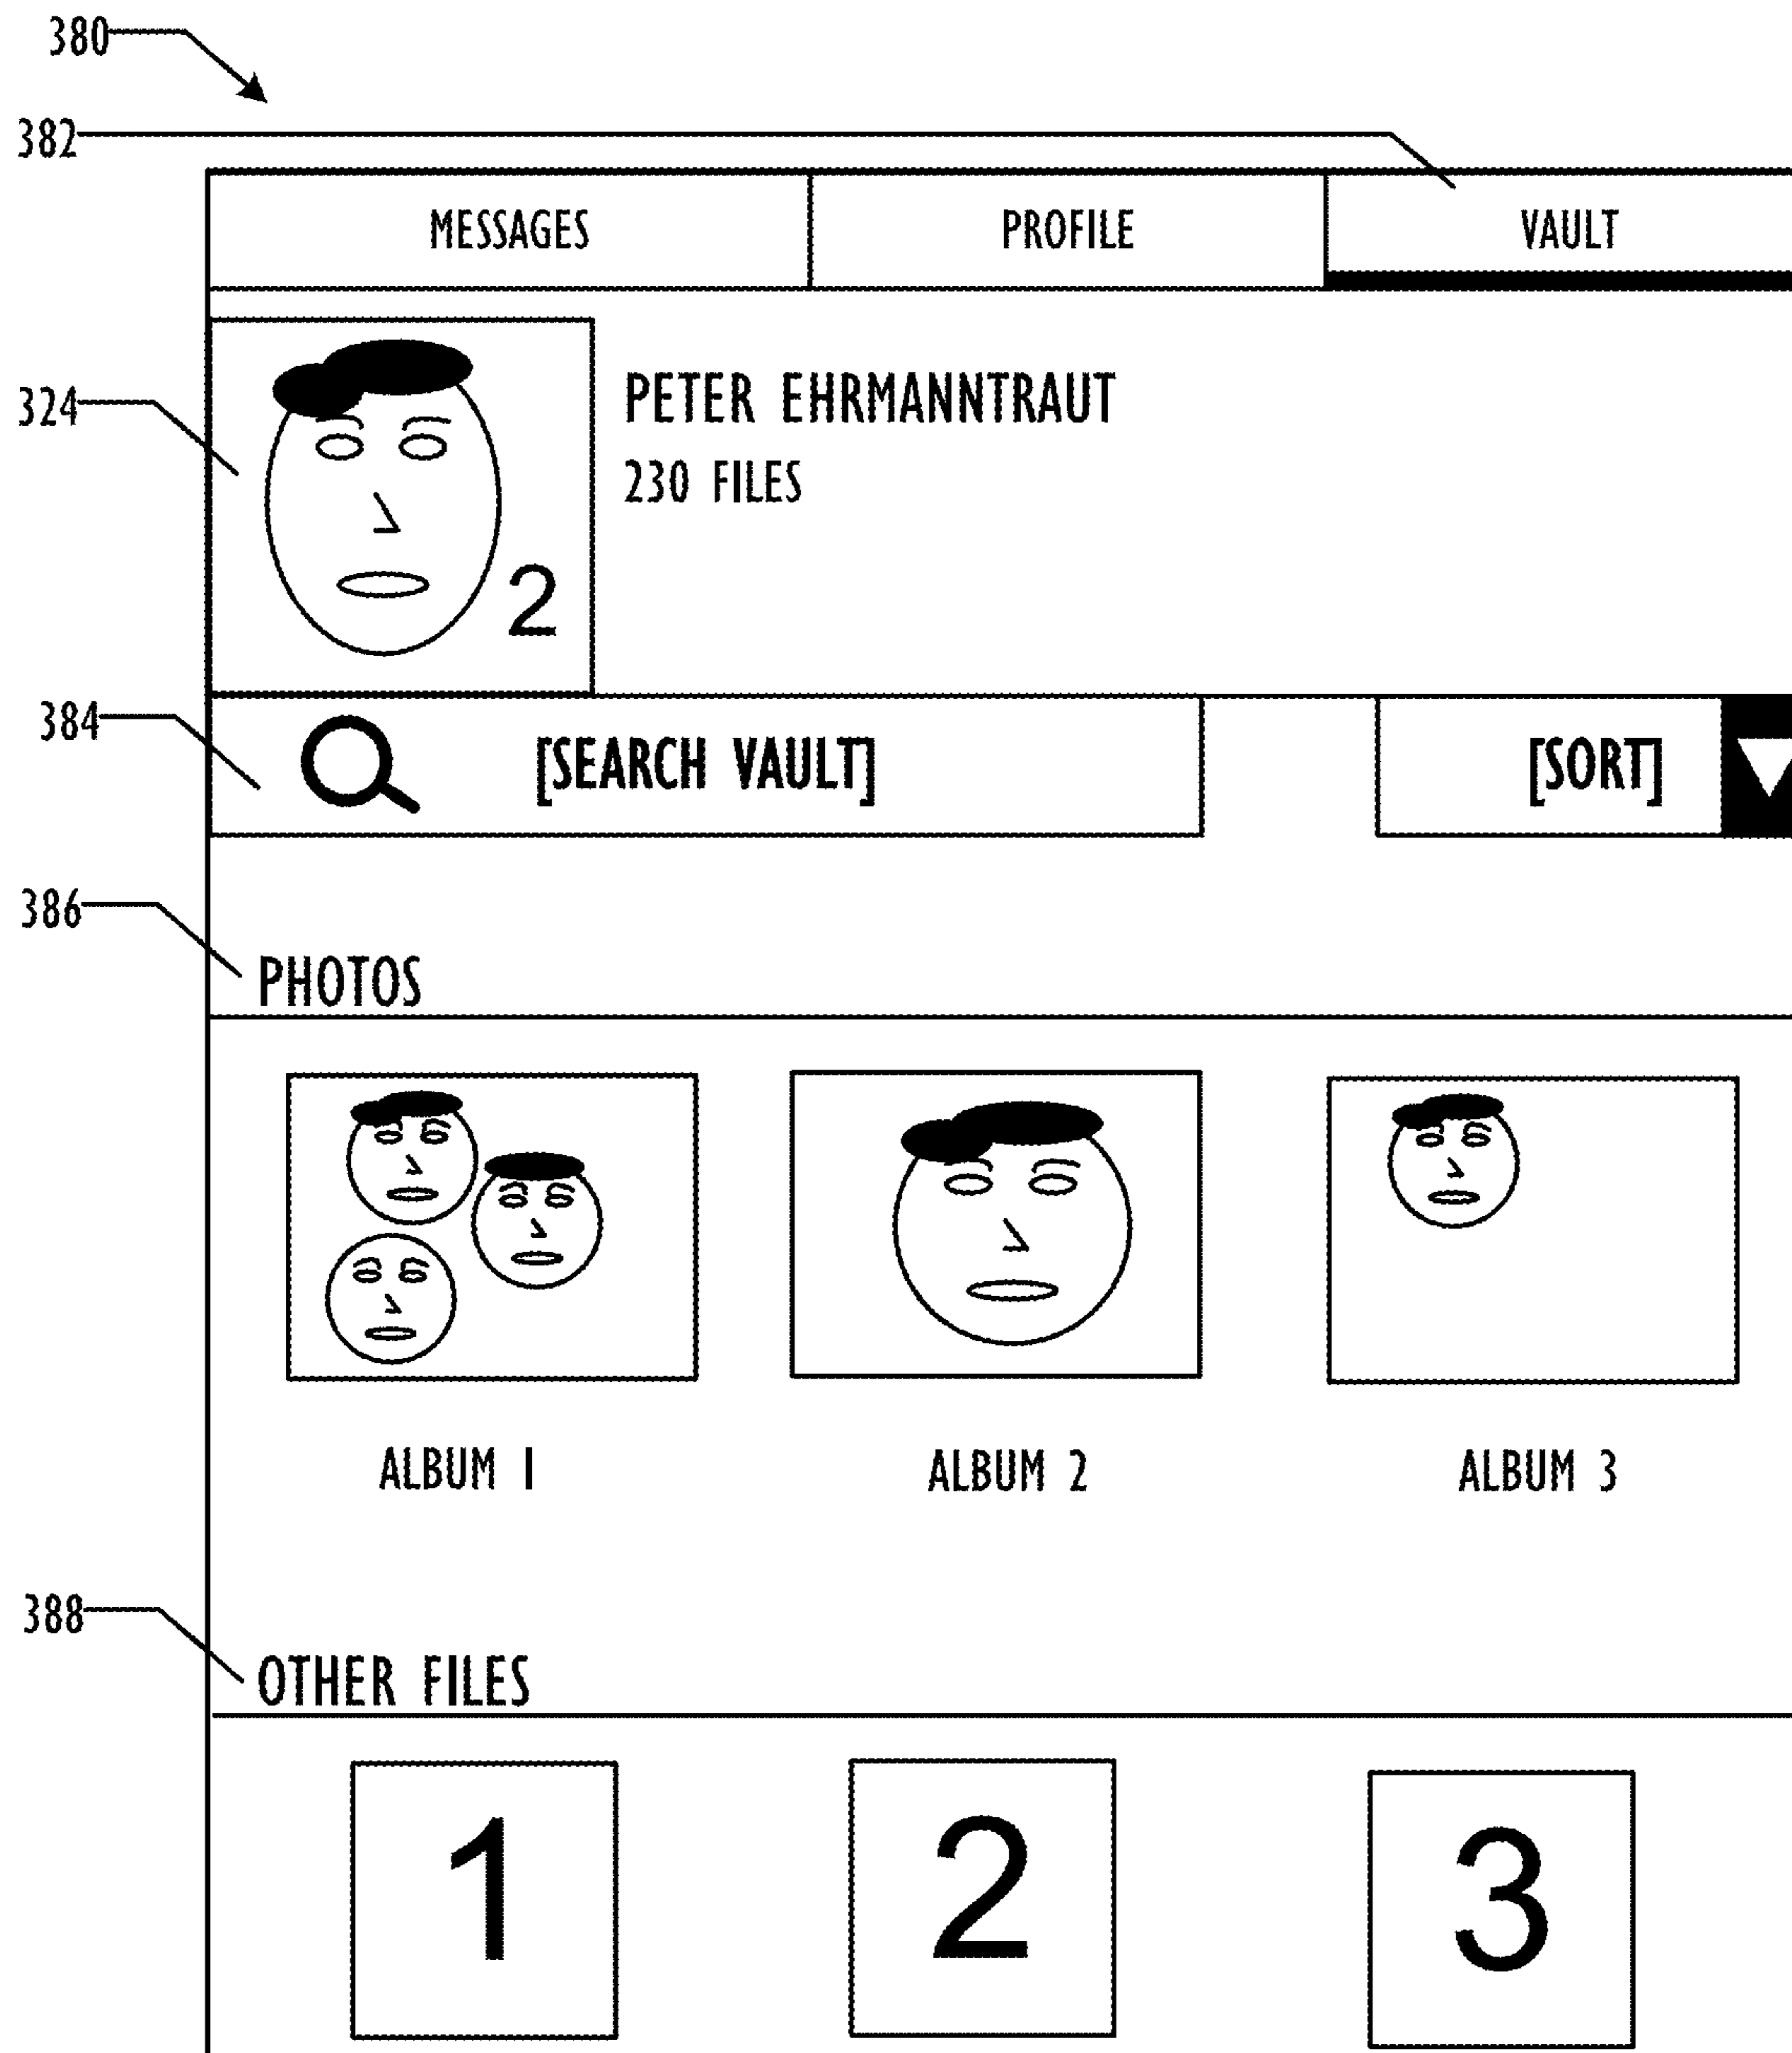 380
382
MESSAGES PROFILE VAULT
324
PETER EHRMANNTRAUT
230 FILES
2
384
[SEARCH VAULT] [SORT]
386
PHOTOS
ALBUM 1 ALBUM 2 ALBUM 3
388
OTHER FILES
1 2 3